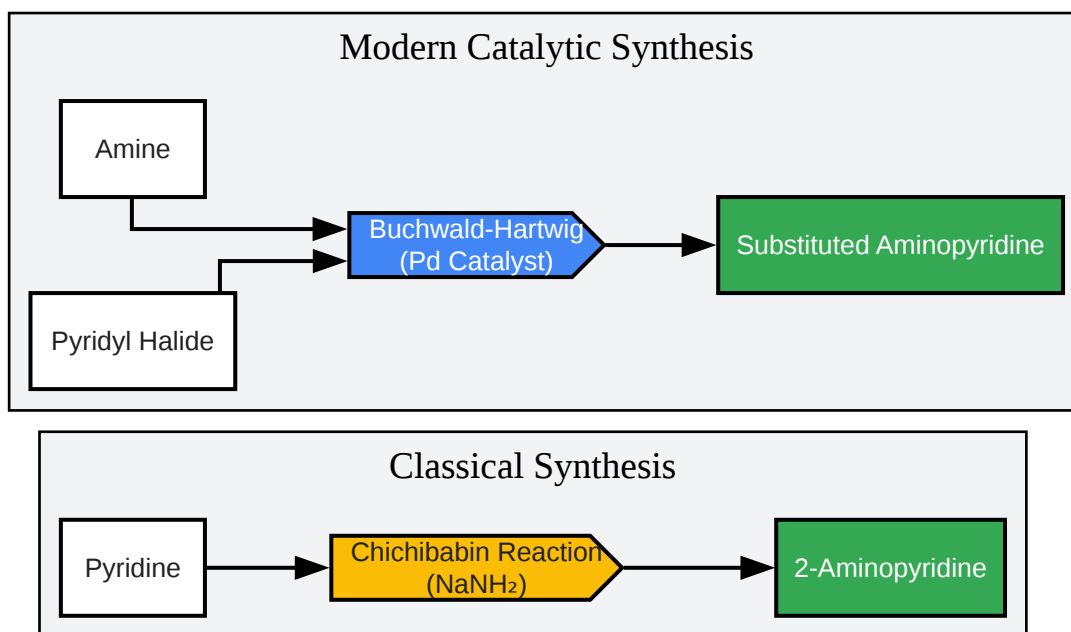 Modern Catalytic Synthesis
Amine
Buchwald-Hartwig
(Pd Catalyst)
Substituted Aminopyridine
Pyridyl Halide
Classical Synthesis
Pyridine
Chichibabin Reaction
(NaNH₂)
2-Aminopyridine